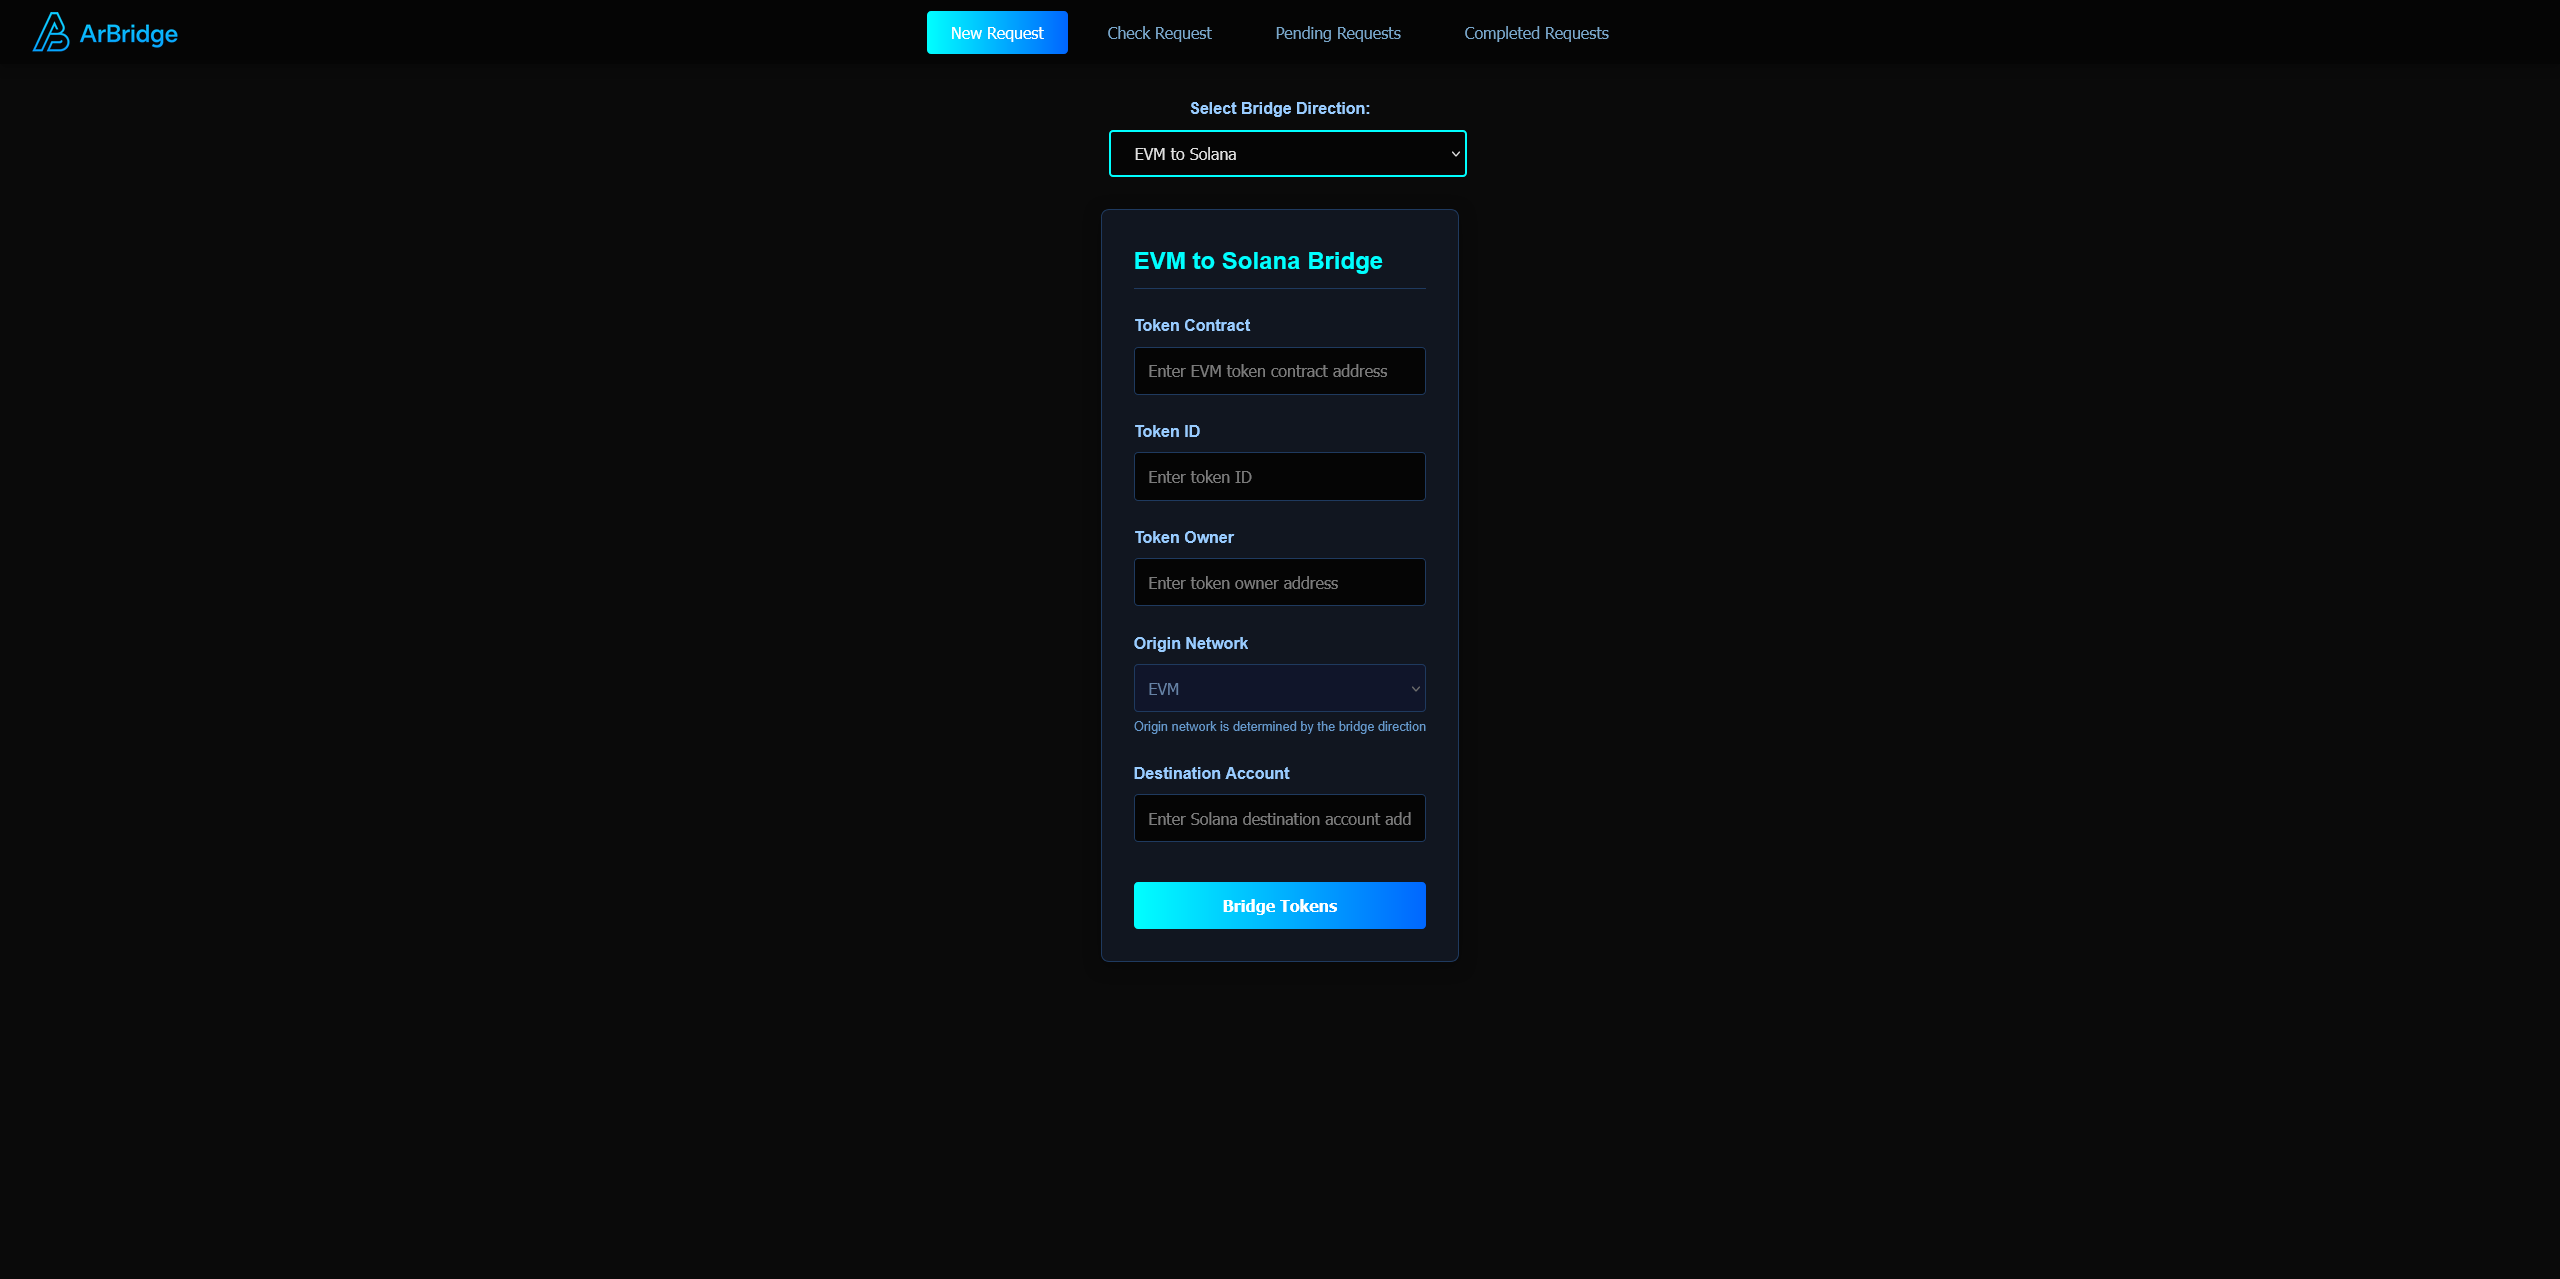 ArBridge
New Request
Check Request
Pending Requests
Completed Requests
Select Bridge Direction:
EVM to Solana
EVM to Solana Bridge
Token Contract
Enter EVM token contract address
Token ID
Enter token ID
Token Owner
Enter token owner address
Origin Network
EVM
Origin network is determined by the bridge direction
Destination Account
Enter Solana destination account add
Bridge Tokens